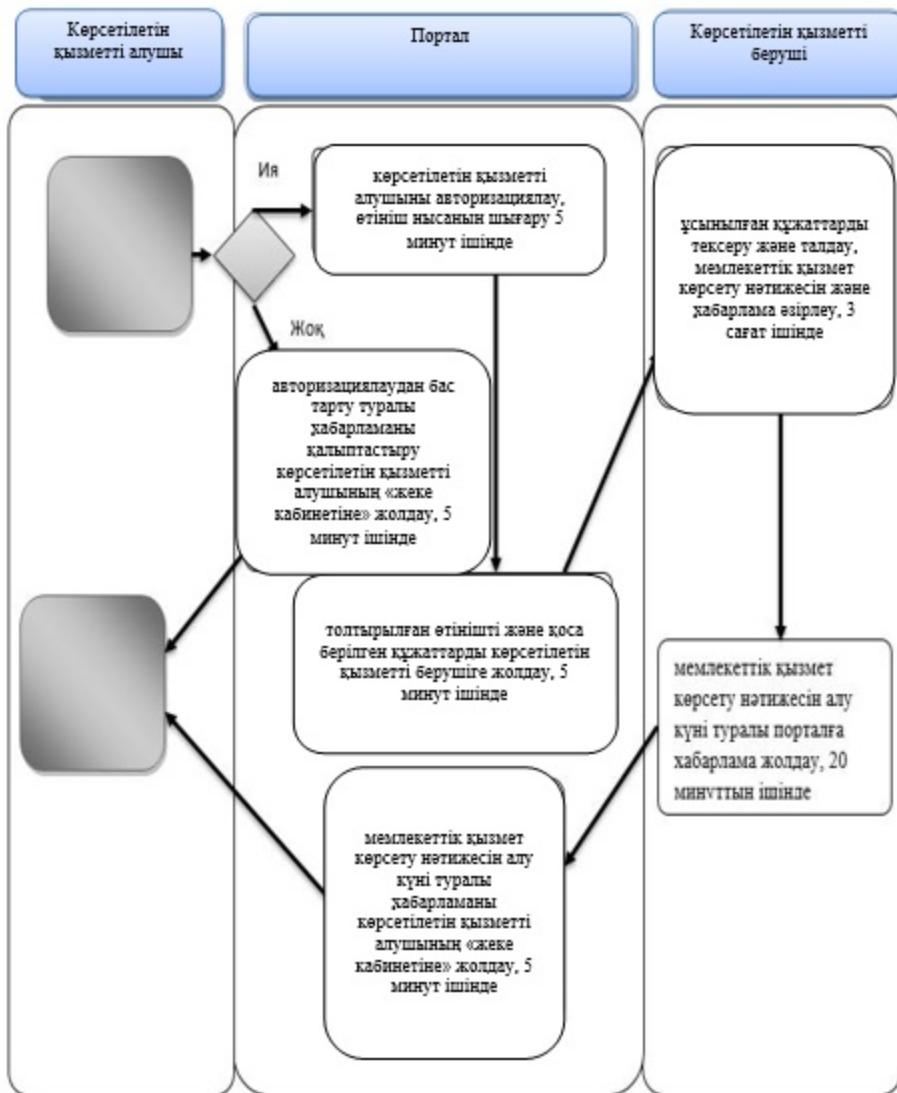 Көрсетілетін
қызметті алушы
Портал
Көрсетілетін қызметті
беруші
Ия
көрсетілетін қызметті
алушыны авторизациялау,
өтініш нысанын шығару 5
минут ішінде
ұсынылған құжаттарды
тексеру және талдау,
мемлекеттік қызмет
көрсету нәтижесін және
хабарлама әзірлеу, 3
сағат ішінде
Жоқ
авторизациялаудан бас
тарту туралы
хабарламаны
қалыптастыру
көрсетілетін қызметті
алушының «жеке
кабинетіне» жолдау, 5
минут ішінде
толтырылған өтінішті және қоса
берілген құжаттарды көрсетілетін
қызметті берушіге жолдау, 5
минут ішінде
мемлекеттік қызмет
көрсету нәтижесін алу
күні туралы порталға
хабарлама жолдау, 20
минуттын ішінде
мемлекеттік қызмет
көрсету нәтижесін алу
күні туралы
хабарламаны
көрсетілетін қызметті
алушының «жеке
кабинетіне» жолдау, 5
минут ішінде